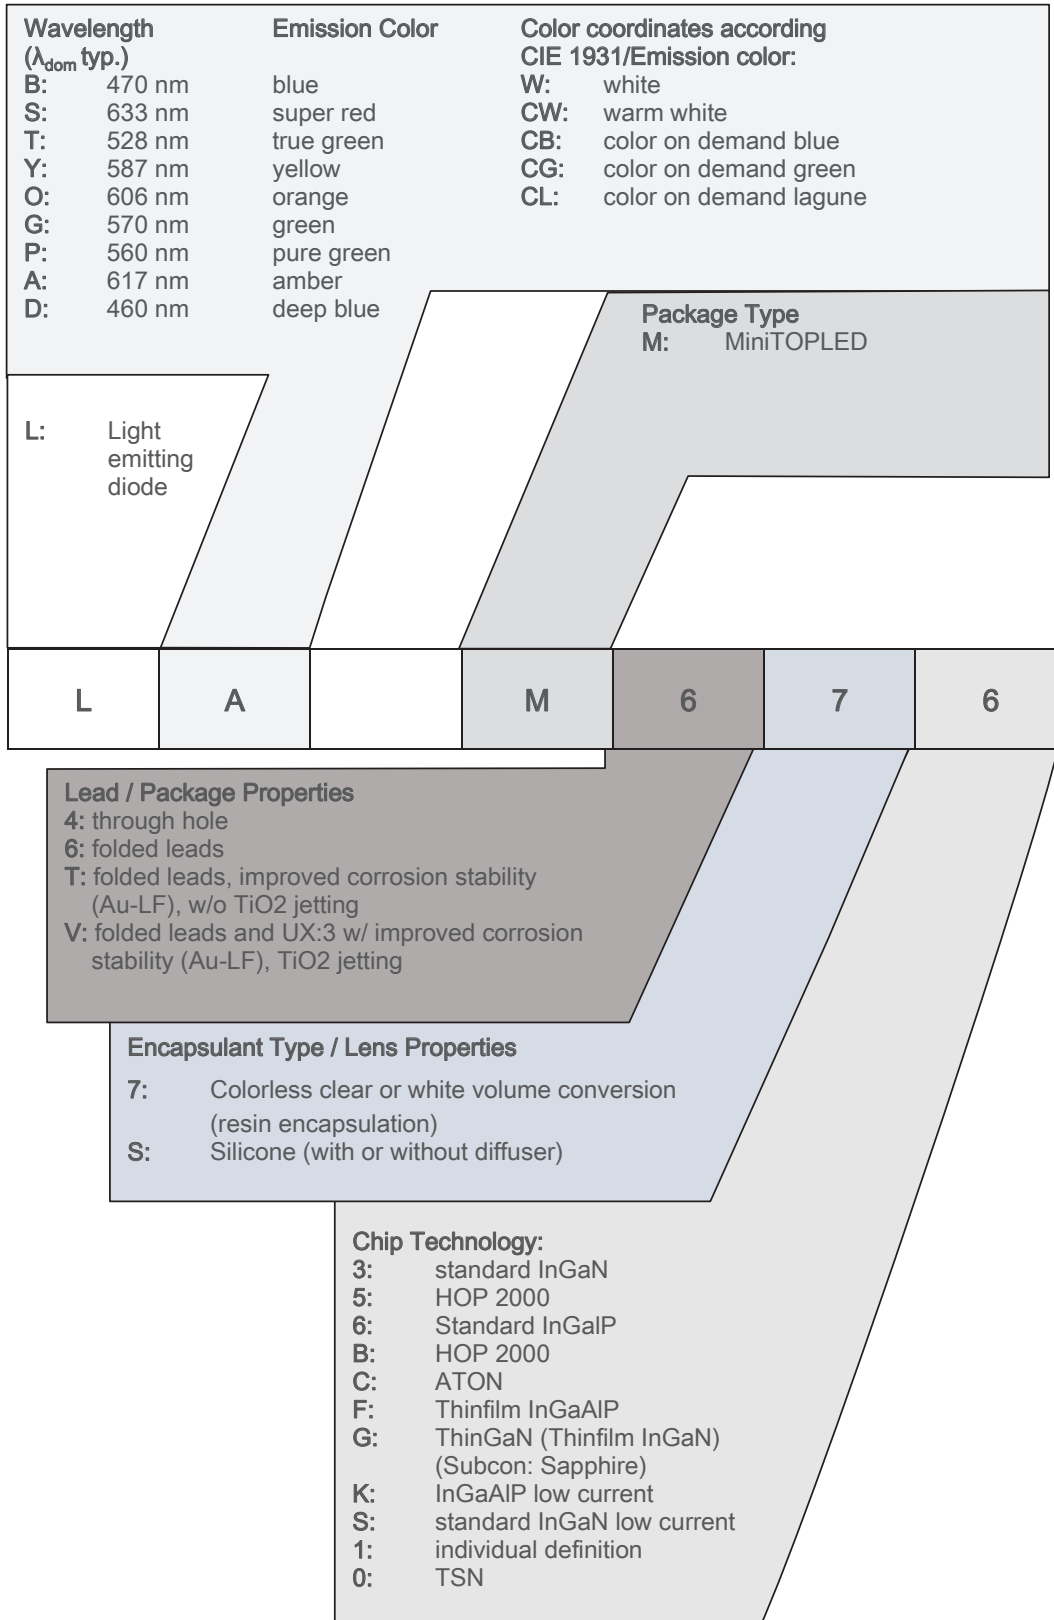 Wavelength Emission Color Color coordinates according
(λdom typ.) CIE 1931/Emission color:
B: 470 nm blue W: white
S: 633 nm super red CW: warm white
T: 528 nm true green CB: color on demand blue
Y: 587 nm yellow CG: color on demand green
O: 606 nm orange CL: color on demand lagune
G: 570 nm green
P: 560 nm pure green
A: 617 nm amber
D: 460 nm deep blue
Package Type
M: MiniTOPLED
L: Light
emitting
diode
L A M 6 7 6
Lead / Package Properties
4: through hole
6: folded leads
T: folded leads, improved corrosion stability
(Au-LF), w/o TiO2 jetting
V: folded leads and UX:3 w/ improved corrosion
stability (Au-LF), TiO2 jetting
Encapsulant Type / Lens Properties
7: Colorless clear or white volume conversion
(resin encapsulation)
S: Silicone (with or without diffuser)
Chip Technology:
3: standard InGaN
5: HOP 2000
6: Standard InGalP
B: HOP 2000
C: ATON
F: Thinfilm InGaAlP
G: ThinGaN (Thinfilm InGaN)
(Subcon: Sapphire)
K: InGaAlP low current
S: standard InGaN low current
1: individual definition
0: TSN